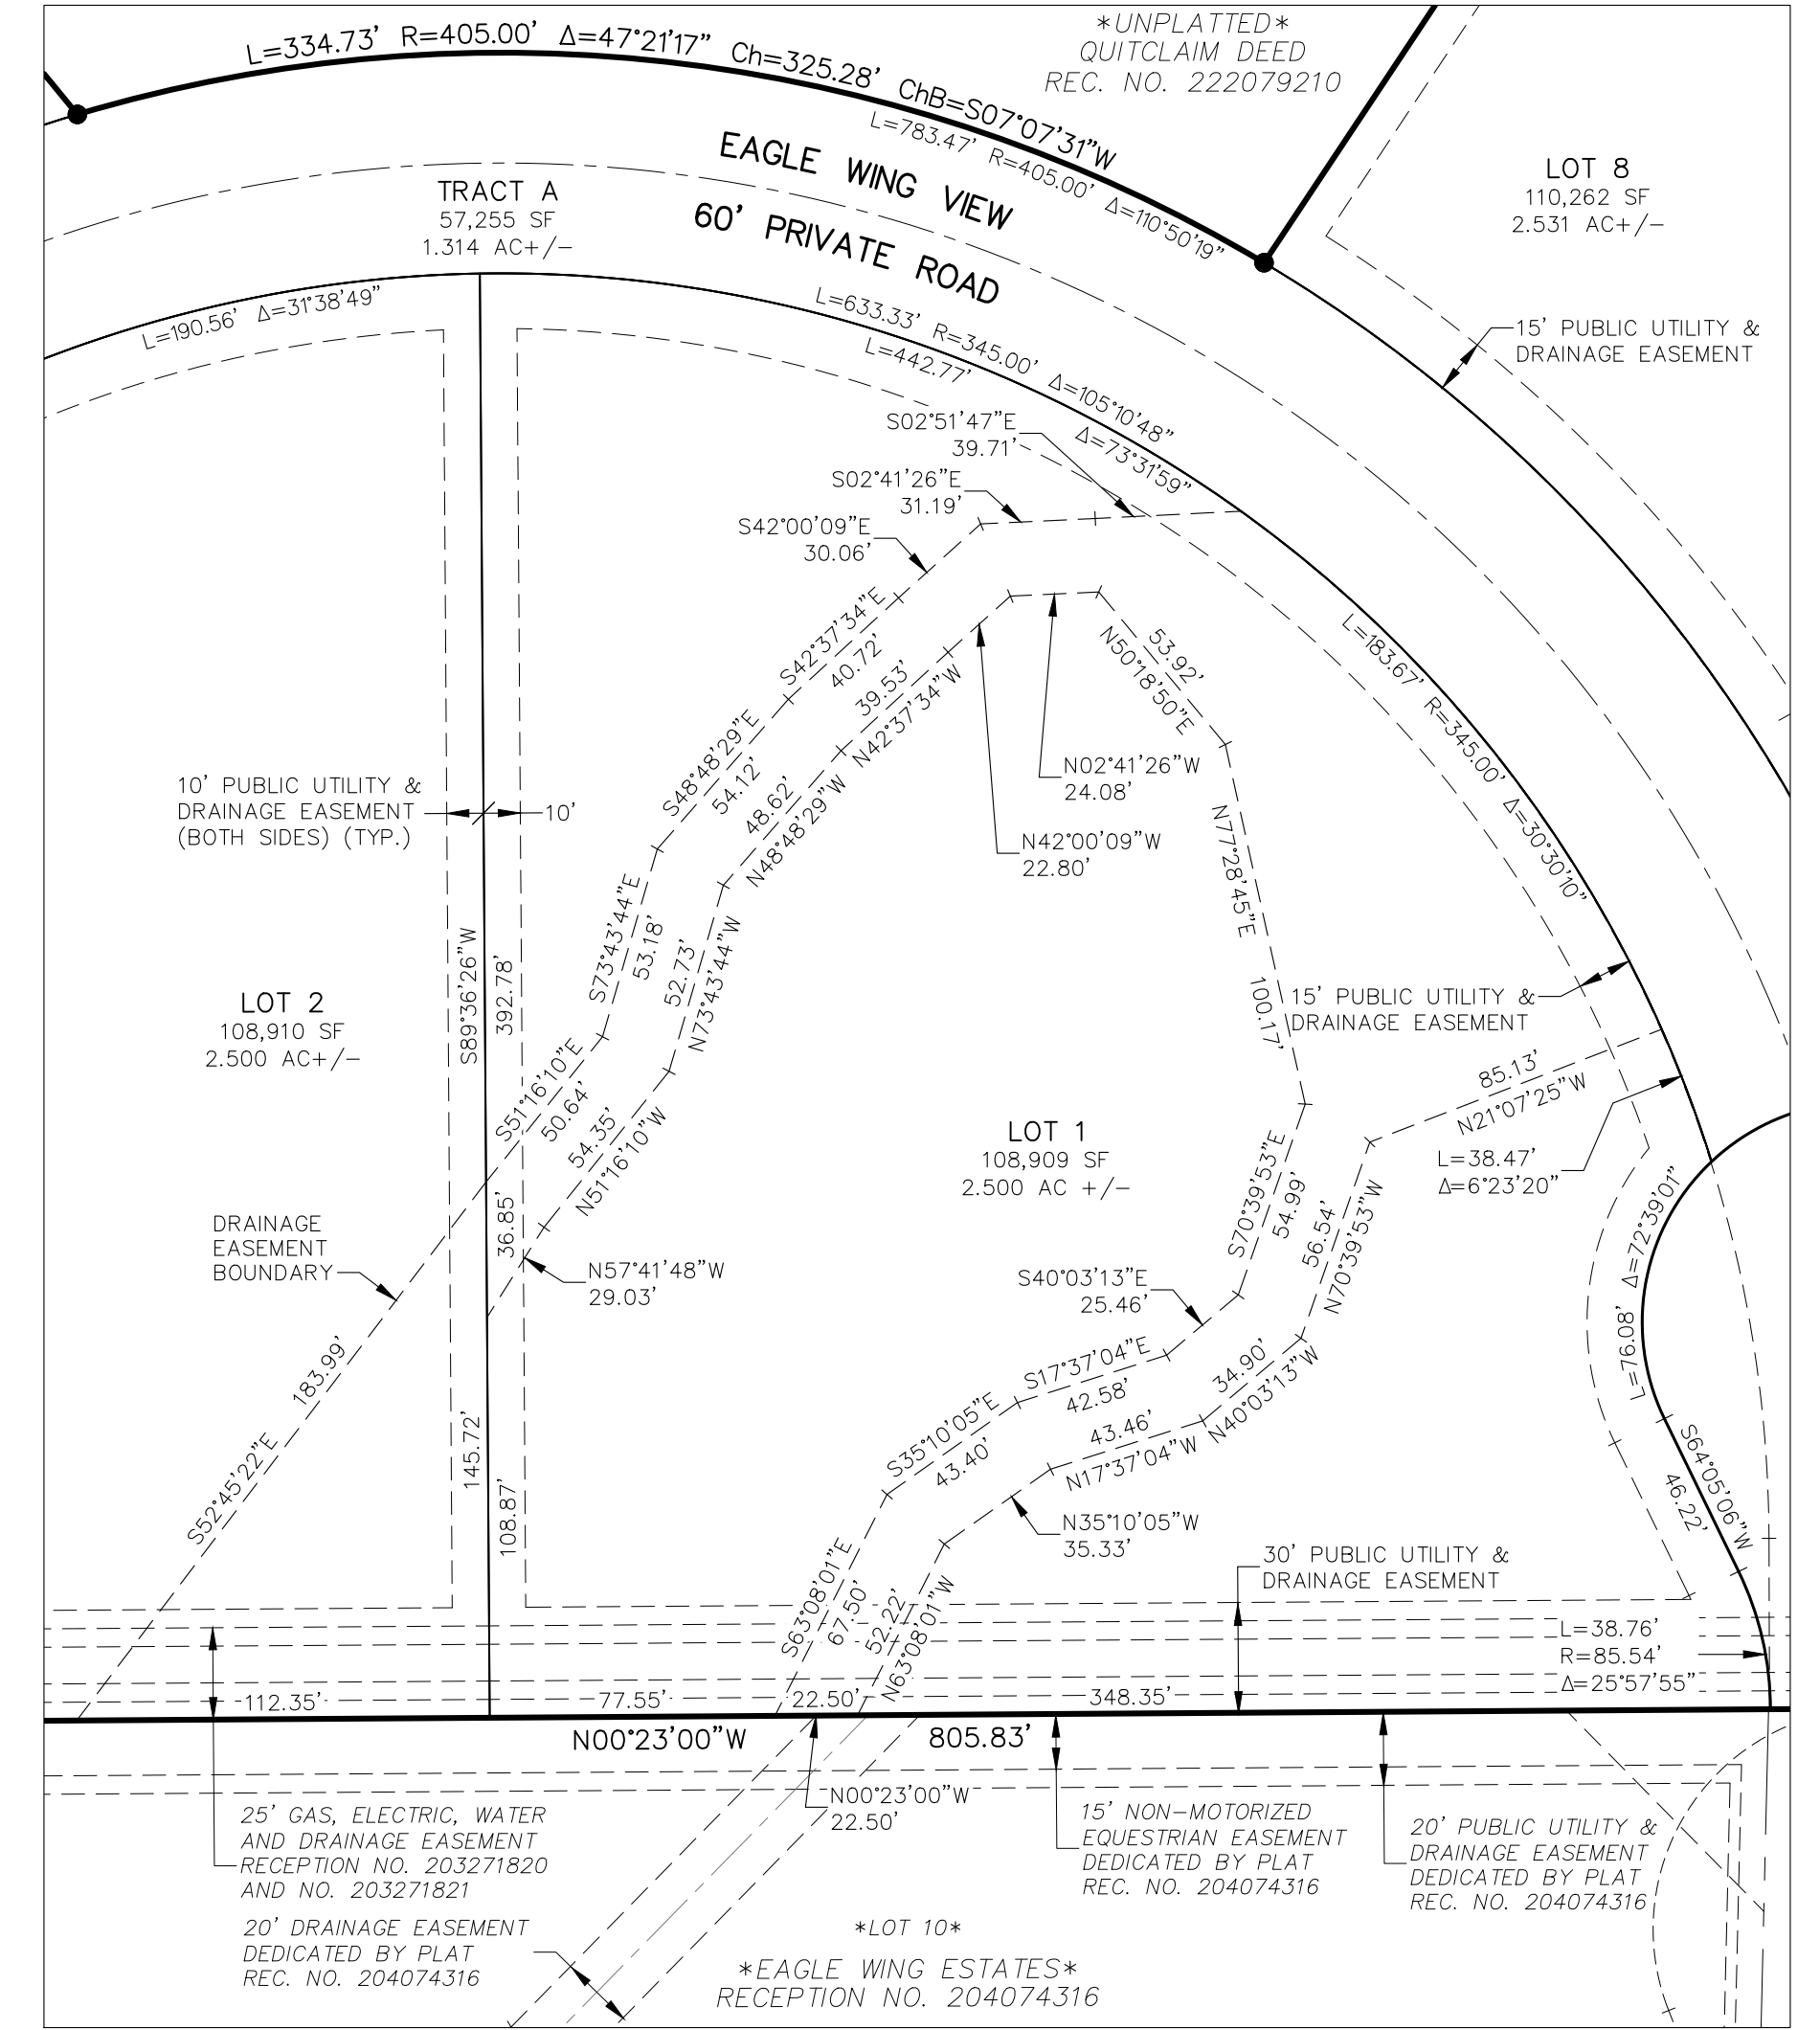 L=334.73' R=405.00' Δ=47°21'17" Ch=325.28' ChB=S07°07'31"W
*UNPLATTED*
QUITCLAIM DEED
REC. NO. 222079210
L=783.47' R=405.00' Δ=110°50'19"
EAGLE WING VIEW
60' PRIVATE ROAD
TRACT A
57,255 SF
1.314 AC+/-
LOT 8
110,262 SF
2.531 AC+/-
L=190.56' Δ=31°38'49"
L=633.33' R=345.00' Δ=105°10'48"
L=442.77' Δ=73°31'59"
15' PUBLIC UTILITY &
DRAINAGE EASEMENT
S02°51'47"E
39.71'
S02°41'26"E
31.19'
S42°00'09"E
30.06'
S42°37'34"E
40.72'
39.53'
N42°37'34"W
53.92'
N50°18'50"E
L=183.67' R=345.00' Δ=30°30'10"
S48°48'29"E
54.12'
48.62'
N48°48'29"W
N02°41'26"W
24.08'
N42°00'09"W
22.80'
N77°28'45"E 100.17'
10' PUBLIC UTILITY &
DRAINAGE EASEMENT
(BOTH SIDES) (TYP.)
10'
S73°43'44"E
53.18'
52.73'
N73°43'44"W
S89°36'26"W
392.78'
LOT 2
108,910 SF
2.500 AC+/-
15' PUBLIC UTILITY &
DRAINAGE EASEMENT
85.13'
N21°07'25"W
S51°16'10"E
50.64'
54.35'
N51°16'10"W
LOT 1
108,909 SF
2.500 AC +/-
L=38.47'
Δ=6°23'20"
S70°39'53"E
54.99'
56.54'
N70°39'53"W
L=76.08' Δ=72°39'01"
DRAINAGE
EASEMENT
BOUNDARY
36.85'
N57°41'48"W
29.03'
S40°03'13"E
25.46'
34.90'
N40°03'13"W
S17°37'04"E
42.58'
43.46'
N17°37'04"W
S35°10'05"E
43.40'
N35°10'05"W
35.33'
183.99'
S52°45'22"E
145.72'
108.87'
S64°05'06"W
46.22'
30' PUBLIC UTILITY &
DRAINAGE EASEMENT
S63°08'01"E
67.50'
52.22'
N63°08'01"W
L=38.76'
R=85.54'
Δ=25°57'55"
112.35'
77.55'
22.50'
348.35'
N00°23'00"W 805.83'
N00°23'00"W
22.50'
25' GAS, ELECTRIC, WATER
AND DRAINAGE EASEMENT
RECEPTION NO. 203271820
AND NO. 203271821
15' NON-MOTORIZED
EQUESTRIAN EASEMENT
DEDICATED BY PLAT
REC. NO. 204074316
20' PUBLIC UTILITY &
DRAINAGE EASEMENT
DEDICATED BY PLAT
REC. NO. 204074316
20' DRAINAGE EASEMENT
DEDICATED BY PLAT
REC. NO. 204074316
*LOT 10*
*EAGLE WING ESTATES*
RECEPTION NO. 204074316